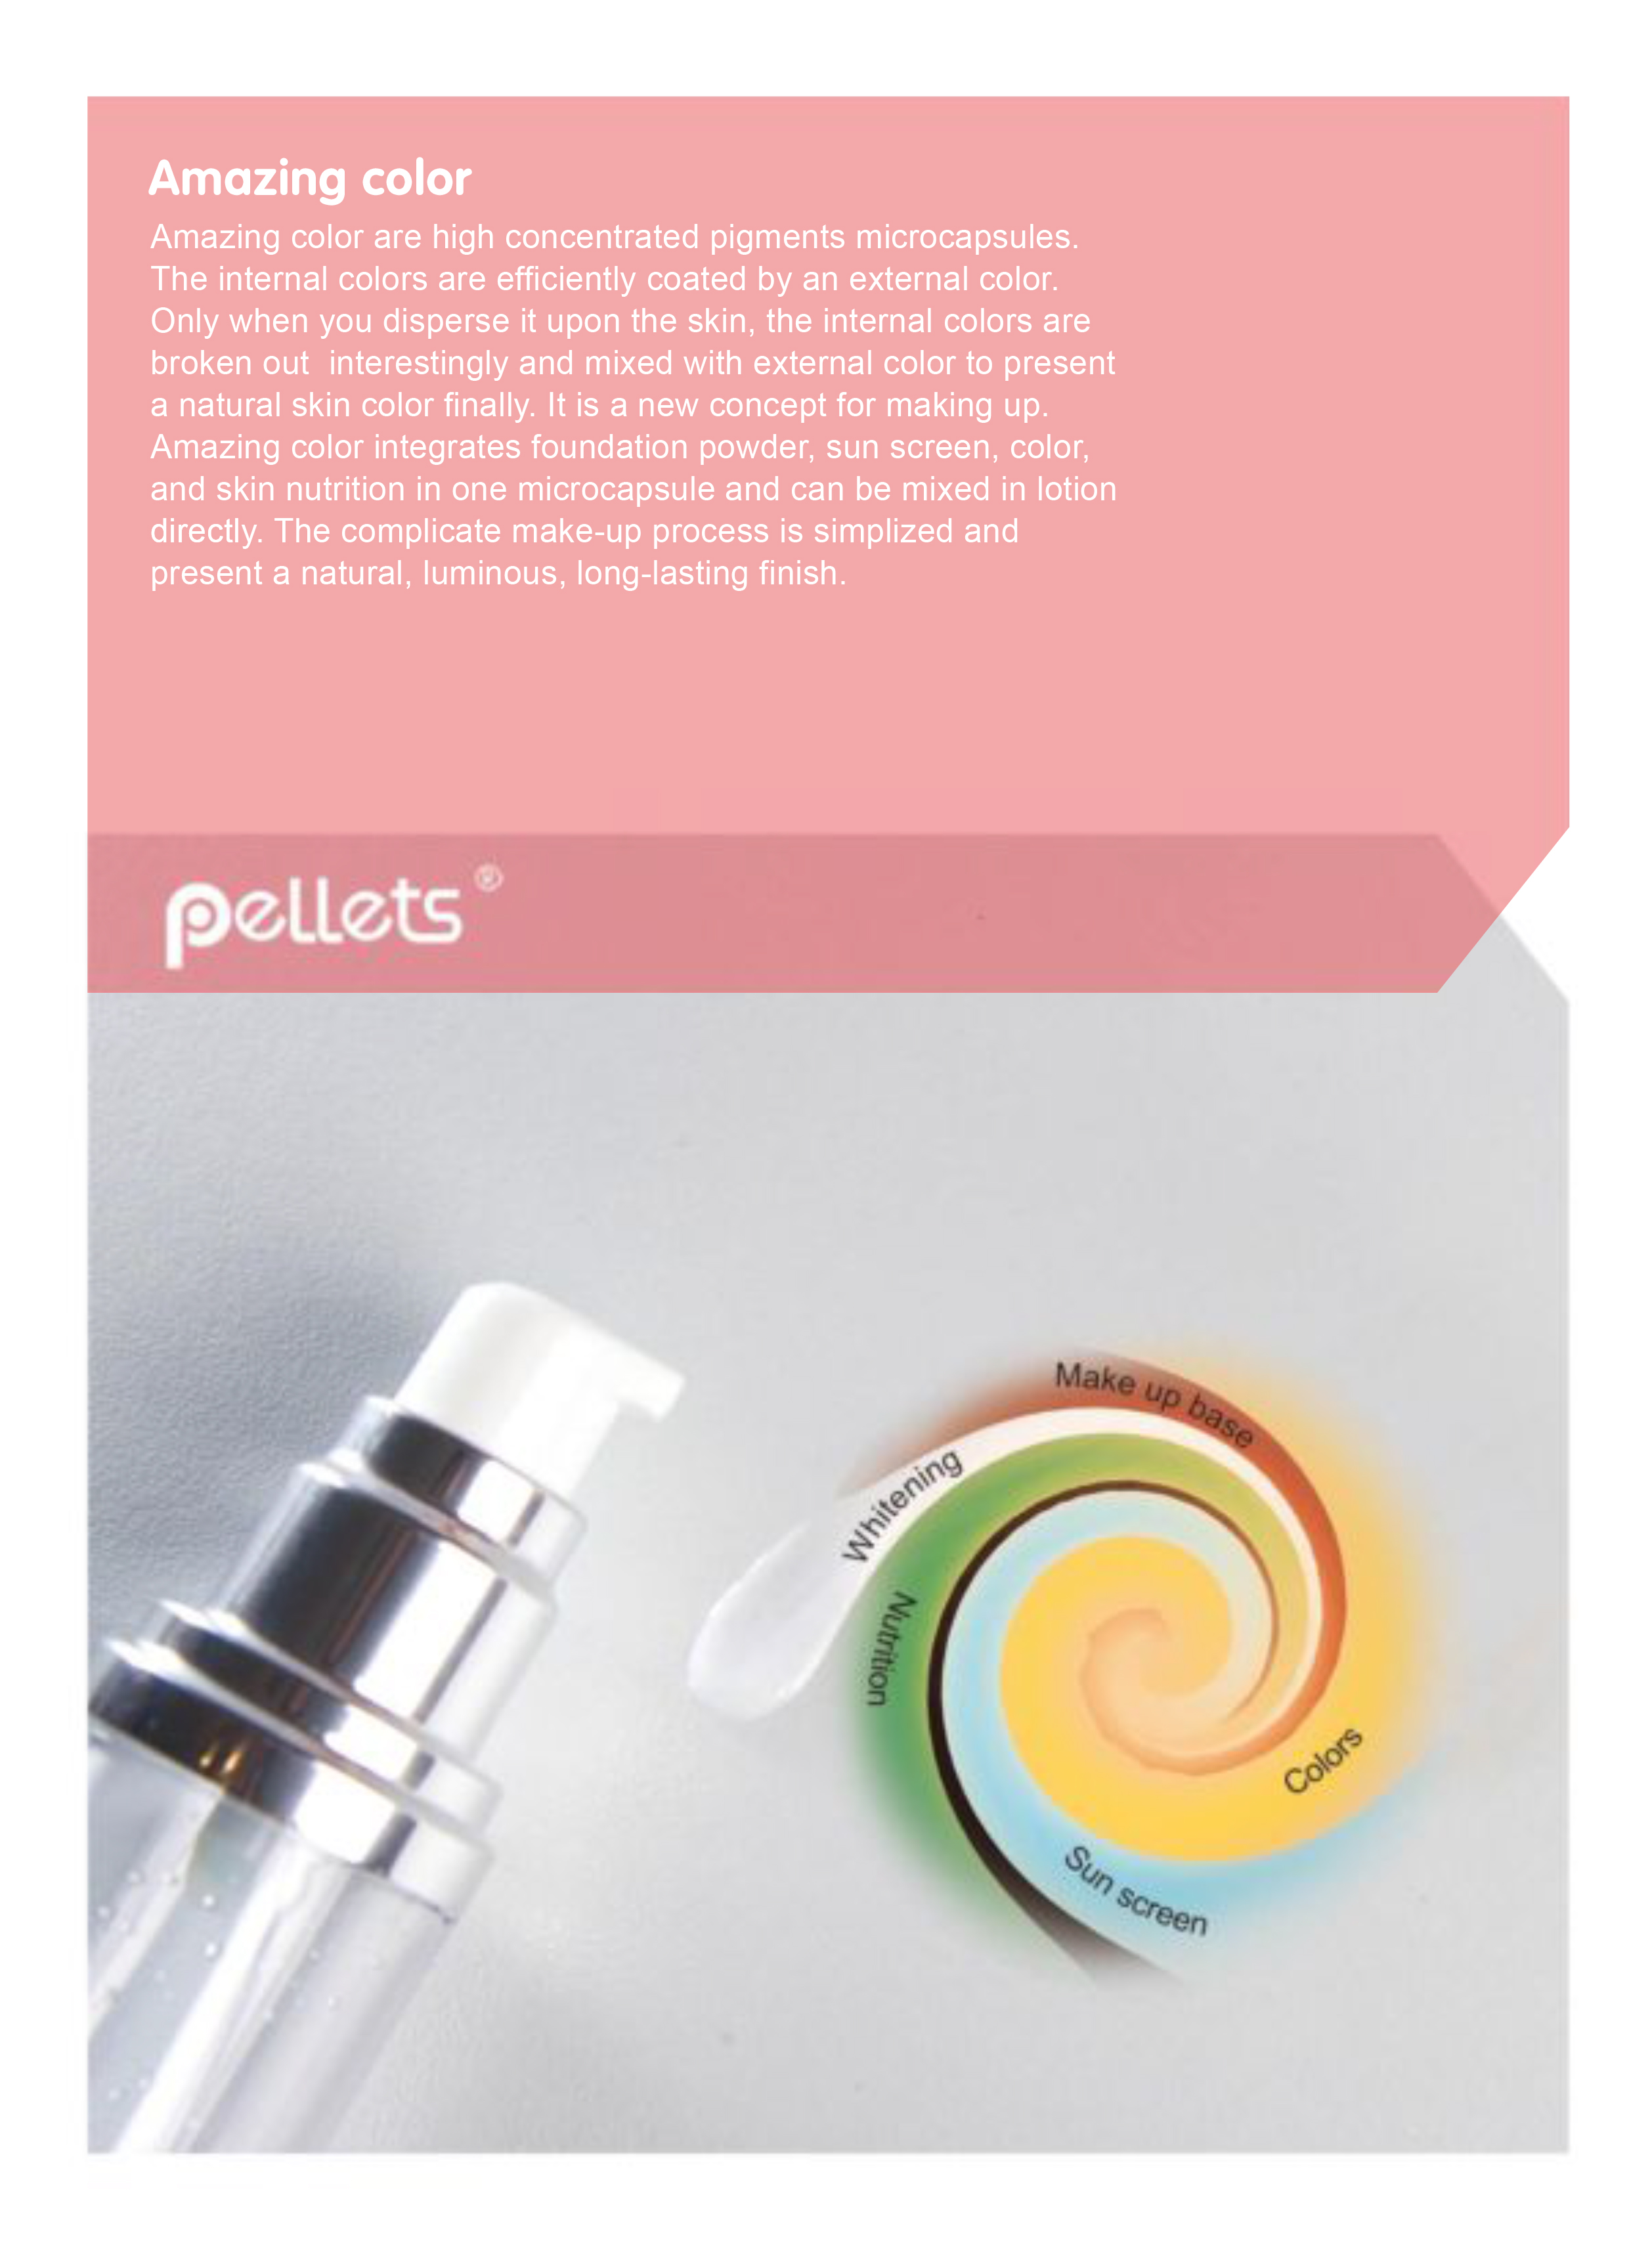 Amazing color
Amazing color are high concentrated pigments microcapsules.
The internal colors are efficiently coated by an external color.
Only when you disperse it upon the skin, the internal colors are
broken out  interestingly and mixed with external color to present
a natural skin color finally. It is a new concept for making up.
Amazing color integrates foundation powder, sun screen, color,
and skin nutrition in one microcapsule and can be mixed in lotion
directly. The complicate make-up process is simplized and
present a natural, luminous, long-lasting finish.
pellets®
Make up base
Whitening
Nutrition
Colors
Sun screen